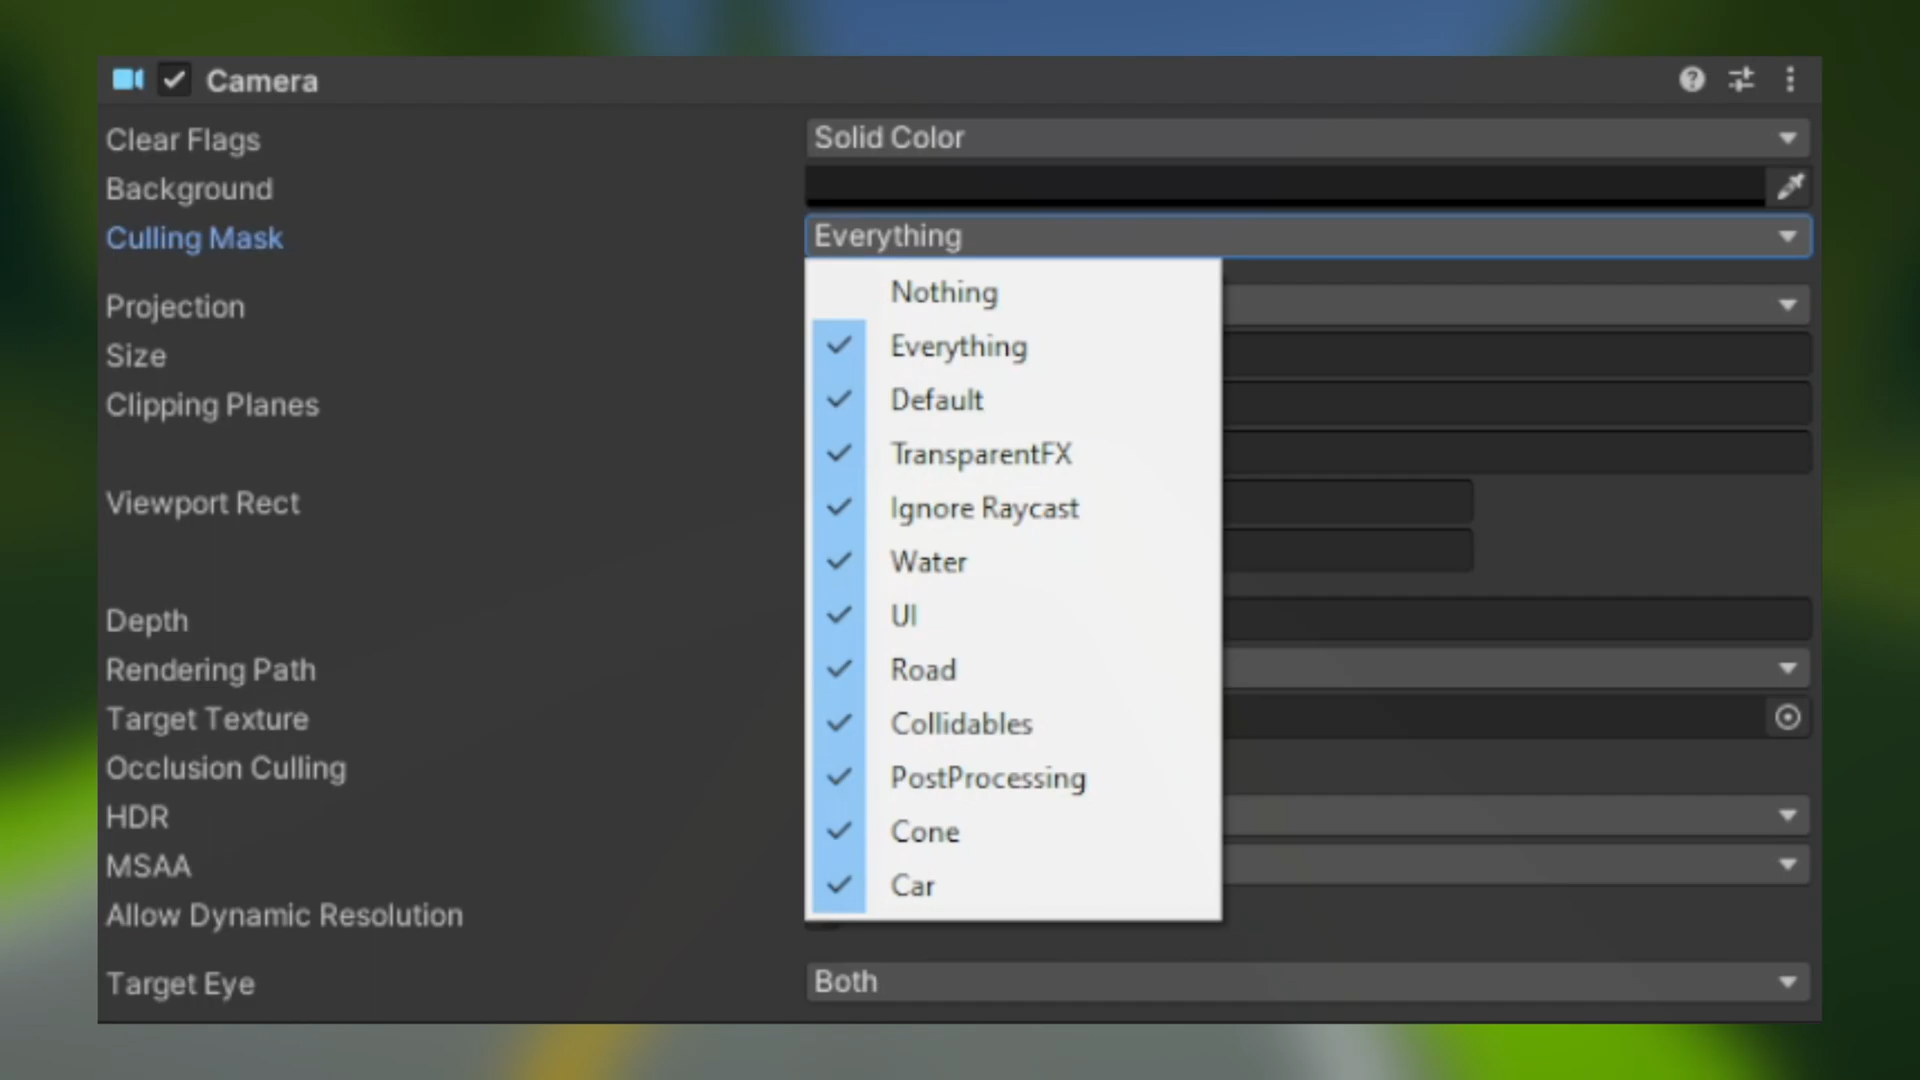 Camera
Clear Flags
Solid Color
Background
Culling Mask
Everything
Nothing
Everything
Default
TransparentFX
Ignore Raycast
Water
UI
Road
Collidables
PostProcessing
Cone
Car
Projection
Size
Clipping Planes
Viewport Rect
Depth
Rendering Path
Target Texture
Occlusion Culling
HDR
MSAA
Allow Dynamic Resolution
Target Eye
Both